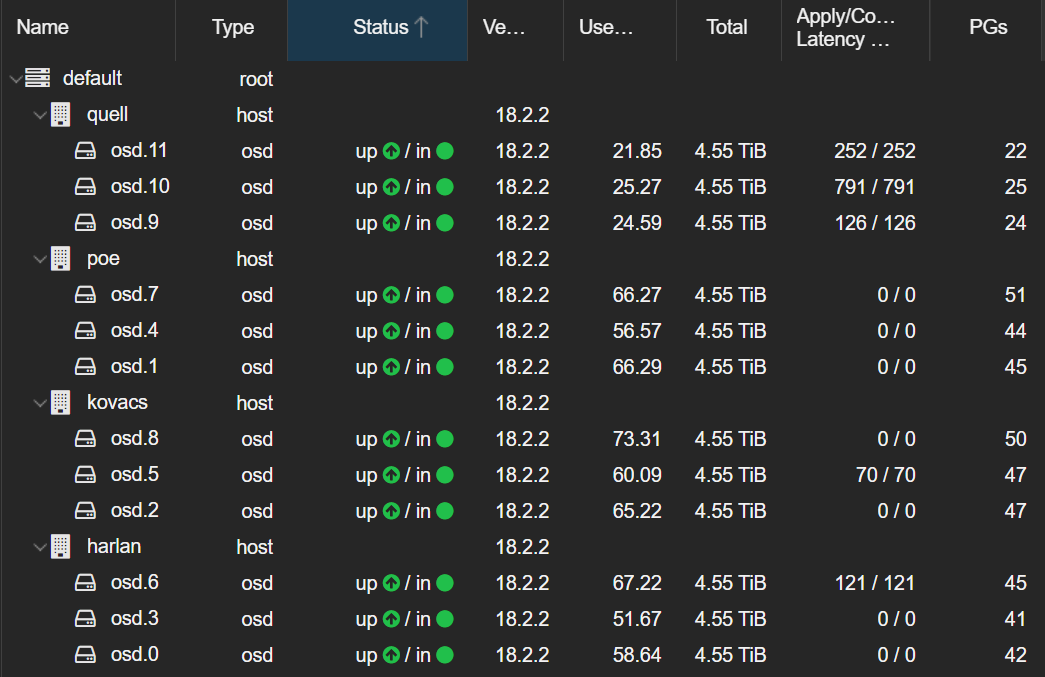 Name Type Status Ve... Use... Total Apply/Co... Latency ... PGs
default root
quell host 18.2.2
osd.11 osd up / in 18.2.2 21.85 4.55 TiB 252 / 252 22
osd.10 osd up / in 18.2.2 25.27 4.55 TiB 791 / 791 25
osd.9 osd up / in 18.2.2 24.59 4.55 TiB 126 / 126 24
poe host 18.2.2
osd.7 osd up / in 18.2.2 66.27 4.55 TiB 0 / 0 51
osd.4 osd up / in 18.2.2 56.57 4.55 TiB 0 / 0 44
osd.1 osd up / in 18.2.2 66.29 4.55 TiB 0 / 0 45
kovacs host 18.2.2
osd.8 osd up / in 18.2.2 73.31 4.55 TiB 0 / 0 50
osd.5 osd up / in 18.2.2 60.09 4.55 TiB 70 / 70 47
osd.2 osd up / in 18.2.2 65.22 4.55 TiB 0 / 0 47
harlan host 18.2.2
osd.6 osd up / in 18.2.2 67.22 4.55 TiB 121 / 121 45
osd.3 osd up / in 18.2.2 51.67 4.55 TiB 0 / 0 41
osd.0 osd up / in 18.2.2 58.64 4.55 TiB 0 / 0 42